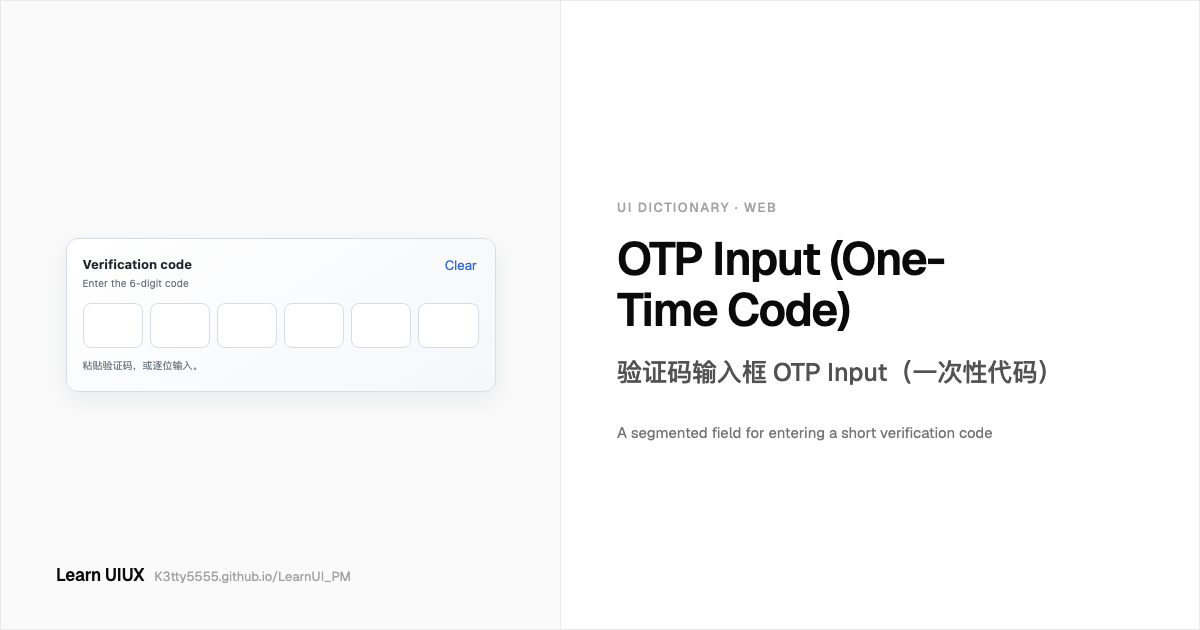 Verification code
Clear
Enter the 6-digit code
粘贴验证码，或逐位输入。
Learn UIUX K3tty5555.github.io/LearnUI_PM
UI DICTIONARY · WEB
OTP Input (One-
Time Code)
验证码输入框 OTP Input（一次性代码）
A segmented field for entering a short verification code